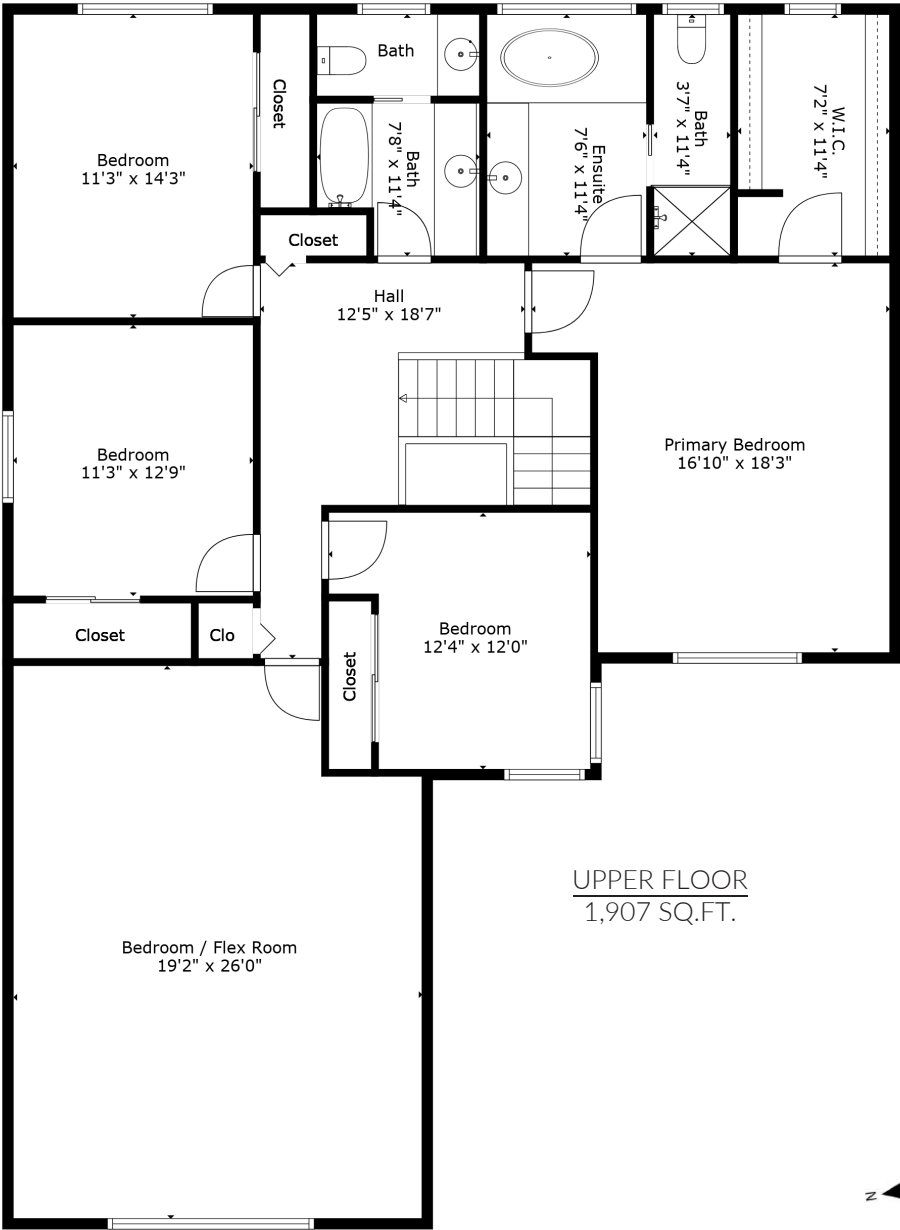 Bath
Closet
Bedroom
11'3" x 14'3"
Bath
7'8" x 11'4"
Ensuite
7'6" x 11'4"
Bath
3'7" x 11'4"
W.I.C.
7'2" x 11'4"
Closet
Hall
12'5" x 18'7"
Bedroom
11'3" x 12'9"
Primary Bedroom
16'10" x 18'3"
Closet
Clo
Bedroom
12'4" x 12'0"
Closet
UPPER FLOOR
1,907 SQ.FT.
Bedroom / Flex Room
19'2" x 26'0"
N